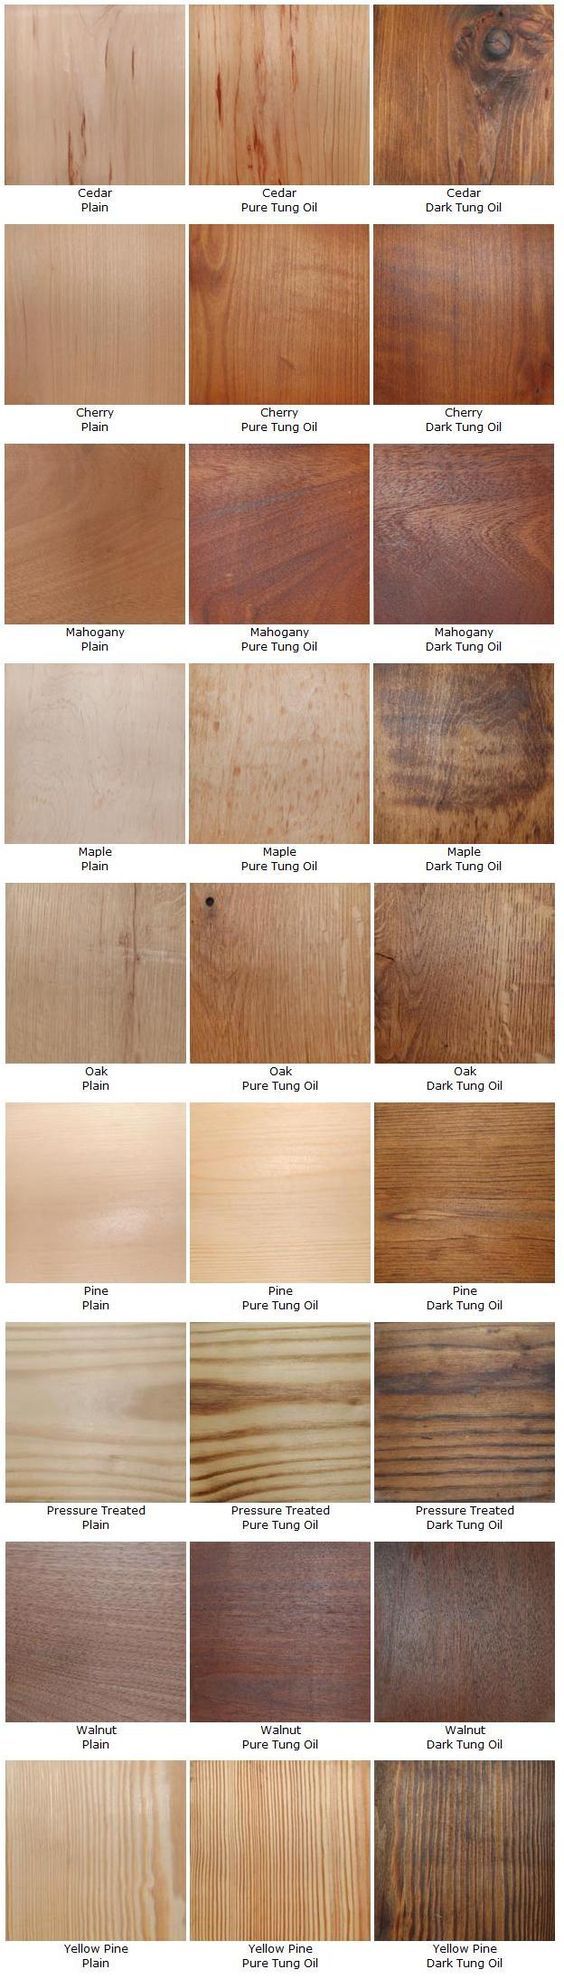 Cedar
Plain
Cedar
Pure Tung Oil
Cedar
Dark Tung Oil
Cherry
Plain
Cherry
Pure Tung Oil
Cherry
Dark Tung Oil
Mahogany
Plain
Mahogany
Pure Tung Oil
Mahogany
Dark Tung Oil
Maple
Plain
Maple
Pure Tung Oil
Maple
Dark Tung Oil
Oak
Plain
Oak
Pure Tung Oil
Oak
Dark Tung Oil
Pine
Plain
Pine
Pure Tung Oil
Pine
Dark Tung Oil
Pressure Treated
Plain
Pressure Treated
Pure Tung Oil
Pressure Treated
Dark Tung Oil
Walnut
Plain
Walnut
Pure Tung Oil
Walnut
Dark Tung Oil
Yellow Pine
Plain
Yellow Pine
Pure Tung Oil
Yellow Pine
Dark Tung Oil